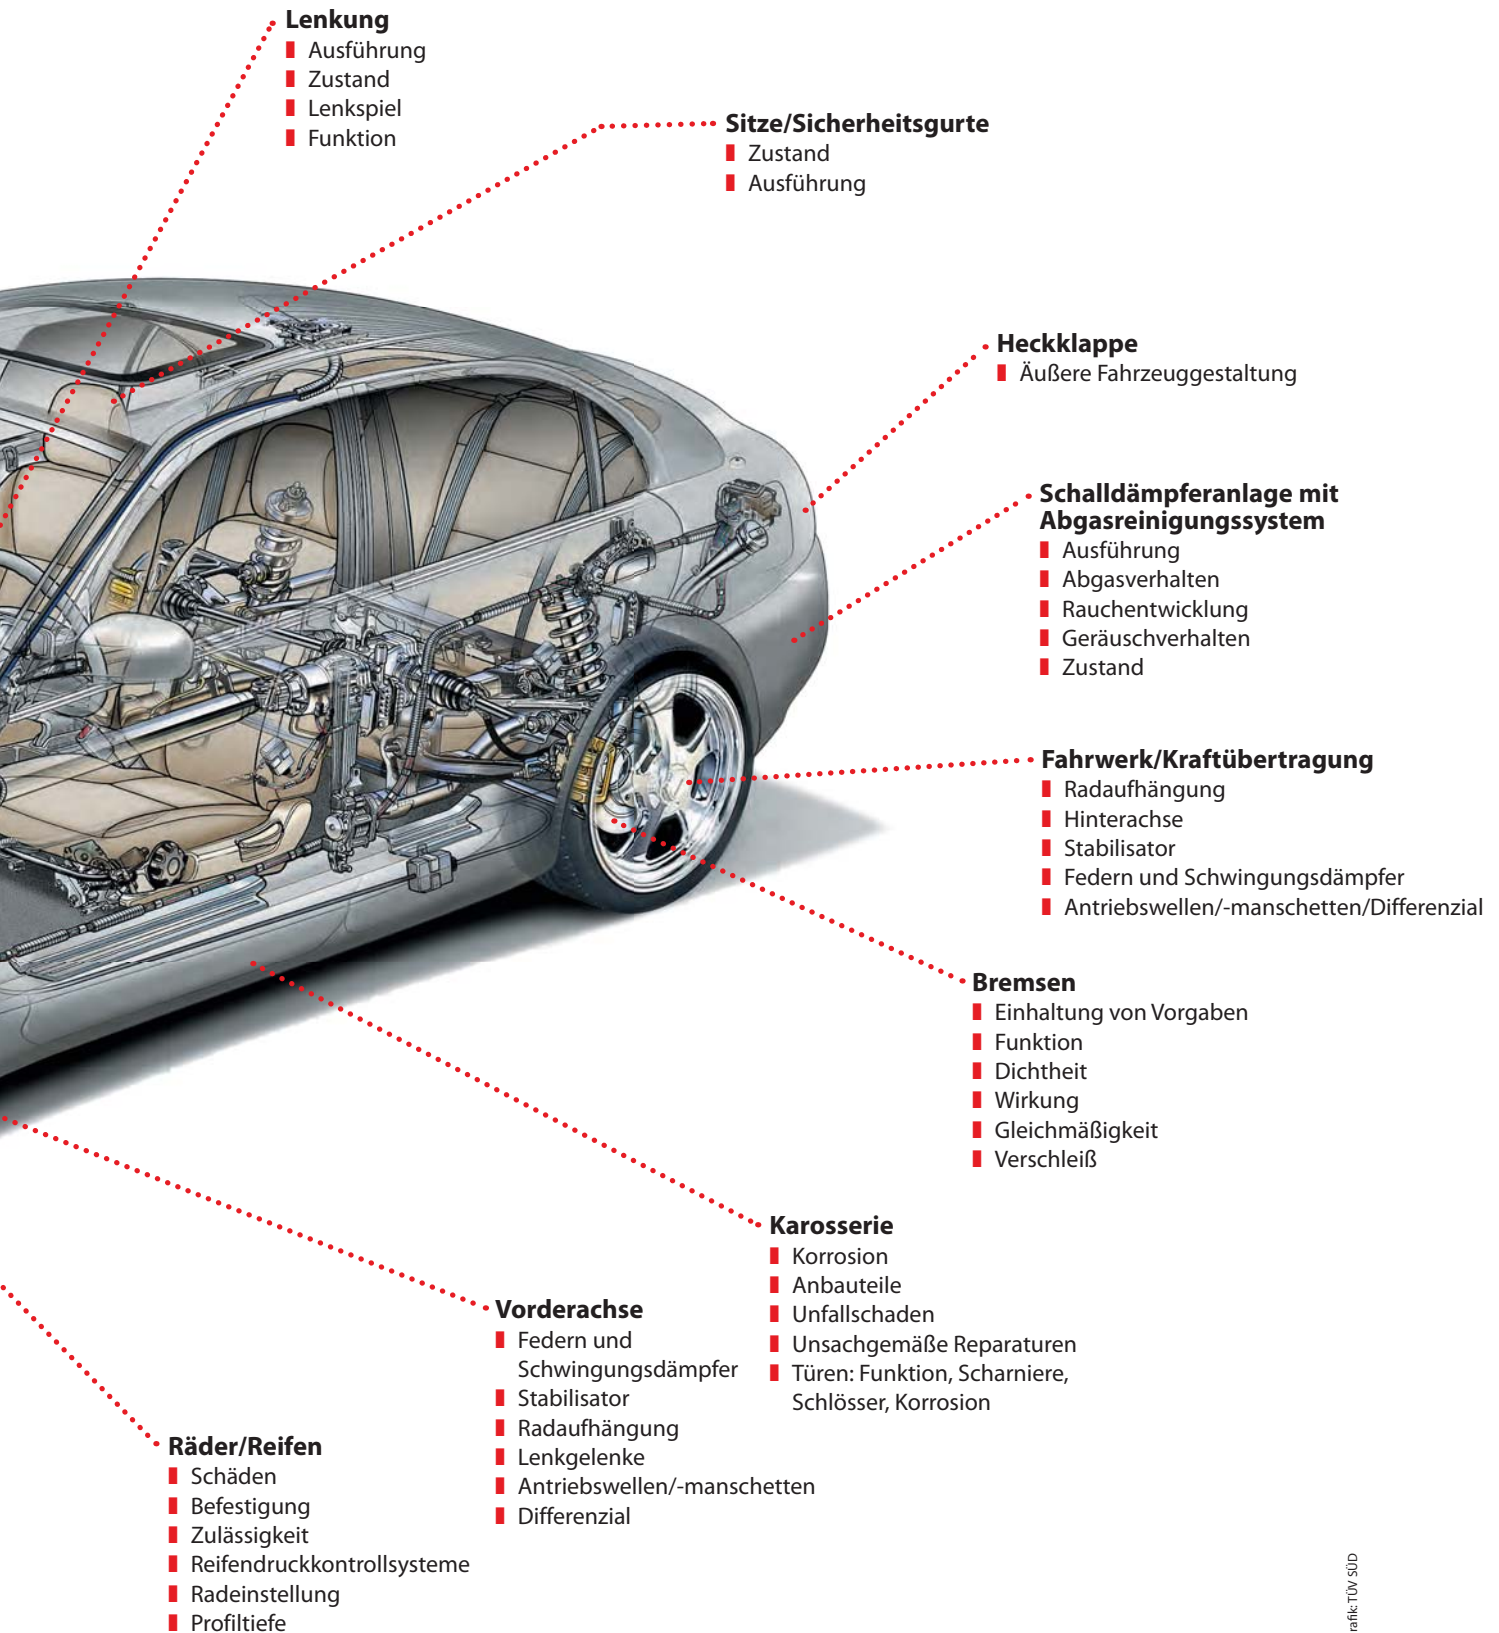 Lenkung
Ausführung
Zustand
Lenkspiel
Funktion
Sitze/Sicherheitsgurte
Zustand
Ausführung
Heckklappe
Äußere Fahrzeuggestaltung
Schalldämpferanlage mit
Abgasreinigungssystem
Ausführung
Abgasverhalten
Rauchentwicklung
Geräuschverhalten
Zustand
Fahrwerk/Kraftübertragung
Radaufhängung
Hinterachse
Stabilisator
Federn und Schwingungsdämpfer
Antriebswellen/-manschetten/Differenzial
Bremsen
Einhaltung von Vorgaben
Funktion
Dichtheit
Wirkung
Gleichmäßigkeit
Verschleiß
Karosserie
Korrosion
Anbauteile
Unfallschaden
Unsachgemäße Reparaturen
Türen: Funktion, Scharniere,
Schlösser, Korrosion
Vorderachse
Federn und
Schwingungsdämpfer
Stabilisator
Radaufhängung
Lenkgelenke
Antriebswellen/-manschetten
Differenzial
Räder/Reifen
Schäden
Befestigung
Zulässigkeit
Reifendruckkontrollsysteme
Radeinstellung
Profiltiefe
rafik: TÜV SÜD